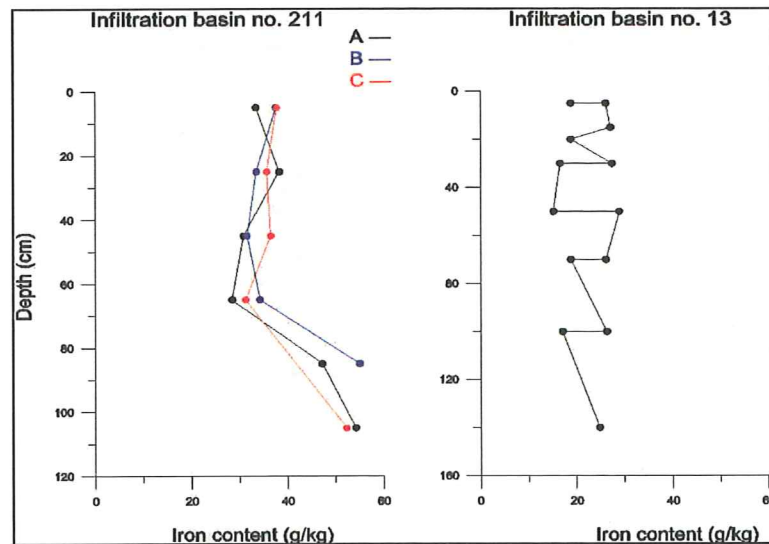 Infiltration basin no. 211
Infiltration basin no. 13
A
B
C
Depth (cm)
0
20
40
60
80
100
120
0
20
40
60
Iron content (g/kg)
0
40
80
120
160
0
20
40
60
Iron content (g/kg)